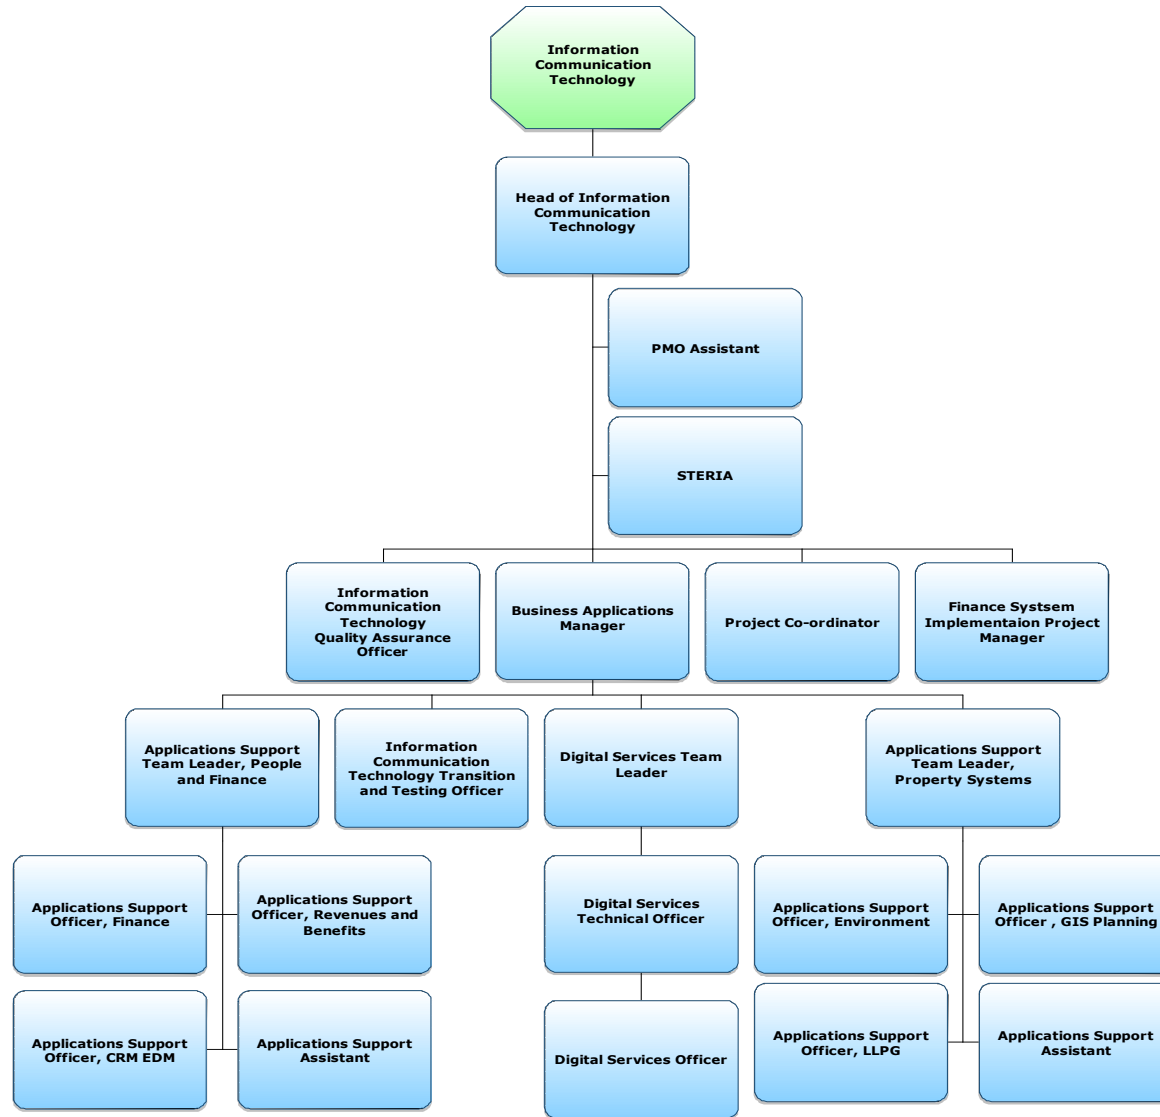 Information
Communication
Technology
Head of Information
Communication
Technology
PMO Assistant
STERIA
Information
Communication
Technology
Quality Assurance
Officer
Business Applications
Manager
Project Co-ordinator
Finance Systsem
Implementaion Project
Manager
Applications Support
Team Leader, People
and Finance
Information
Communication
Technology Transition
and Testing Officer
Digital Services Team
Leader
Applications Support
Team Leader,
Property Systems
Applications Support
Officer, Finance
Applications Support
Officer, Revenues and
Benefits
Digital Services
Technical Officer
Applications Support
Officer, Environment
Applications Support
Officer , GIS Planning
Applications Support
Officer, CRM EDM
Applications Support
Assistant
Digital Services Officer
Applications Support
Officer, LLPG
Applications Support
Assistant